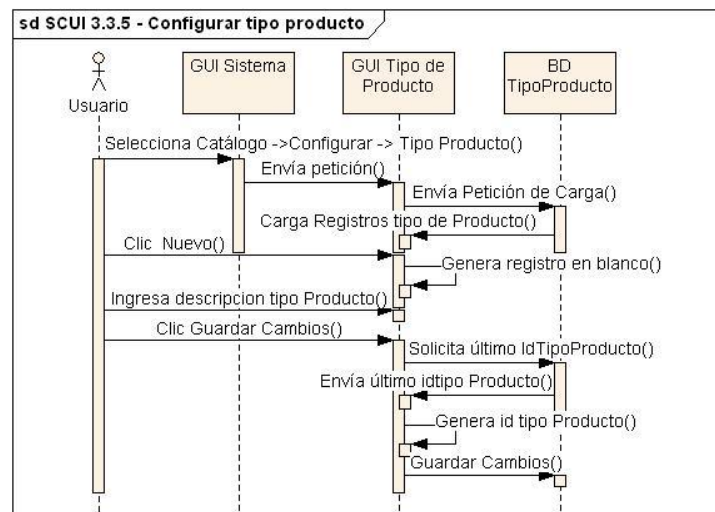 sd SCUI 3.3.5 - Configurar tipo producto
Usuario
GUI Sistema
GUI Tipo de
Producto
BD
TipoProducto
Selecciona Catálogo ->Configurar -> Tipo Producto()
Envía petición()
Envía Petición de Carga()
Carga Registros tipo de Producto()
Clic  Nuevo()
Genera registro en blanco()
Ingresa descripcion tipo Producto()
Clic Guardar Cambios()
Solicita último IdTipoProducto()
Envía último idtipo Producto()
Genera id tipo Producto()
Guardar Cambios()